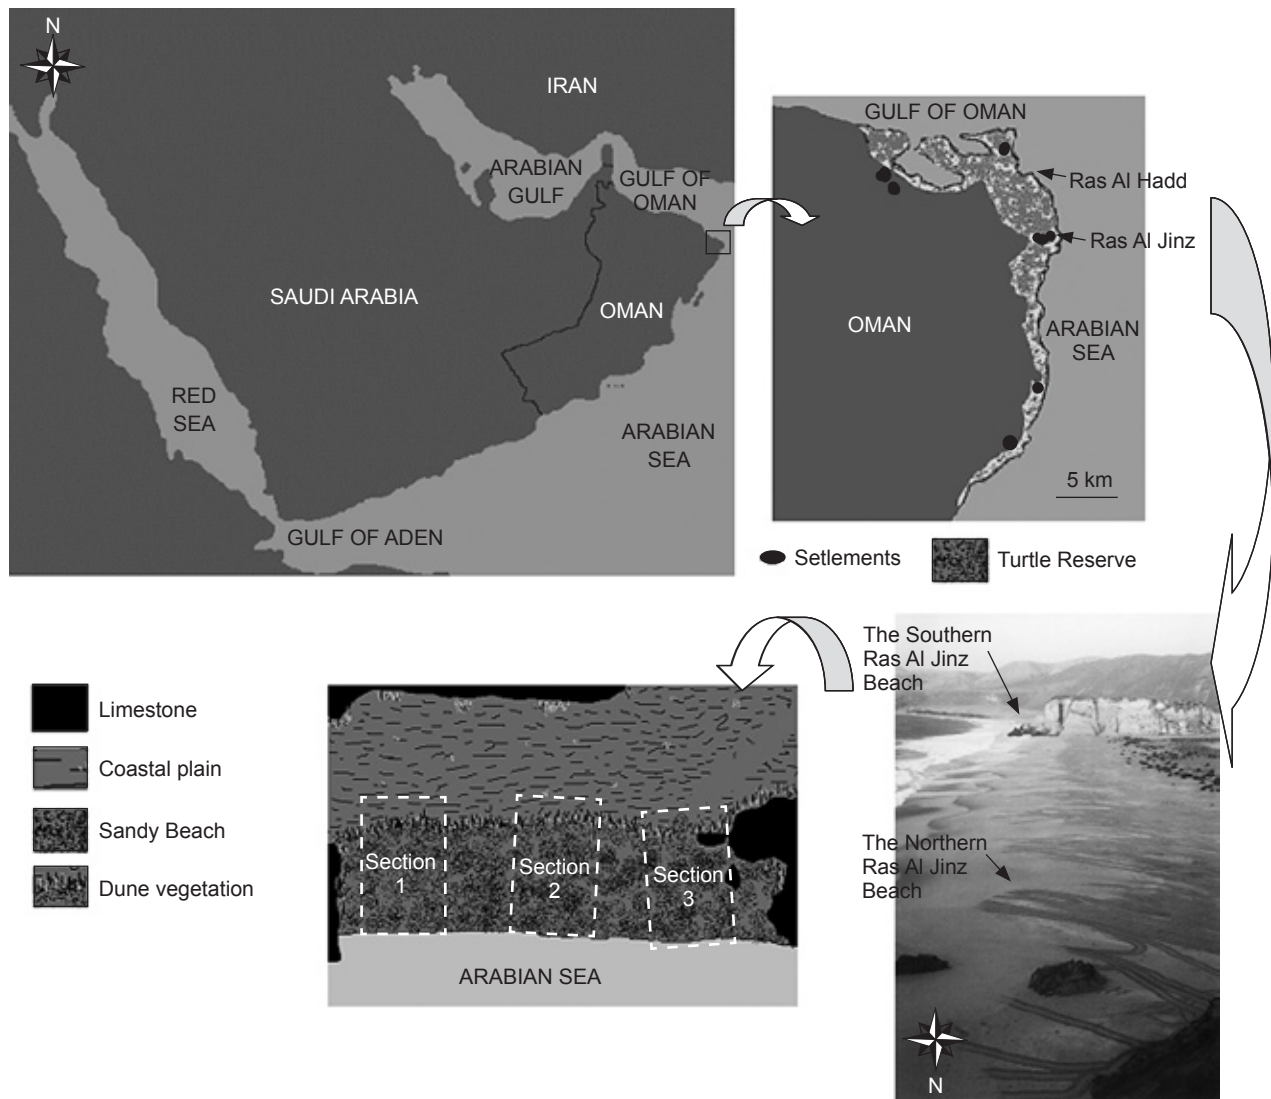 N
IRAN
ARABIAN
GULF
GULF OF
OMAN
SAUDI ARABIA
OMAN
RED
SEA
ARABIAN
SEA
GULF OF ADEN
GULF OF OMAN
Ras Al Hadd
Ras Al Jinz
OMAN
ARABIAN
SEA
5 km
Setlements
Turtle Reserve
The Southern
Ras Al Jinz
Beach
The Northern
Ras Al Jinz
Beach
N
Limestone
Coastal plain
Sandy Beach
Dune vegetation
Section
1
Section
2
Section
3
ARABIAN SEA